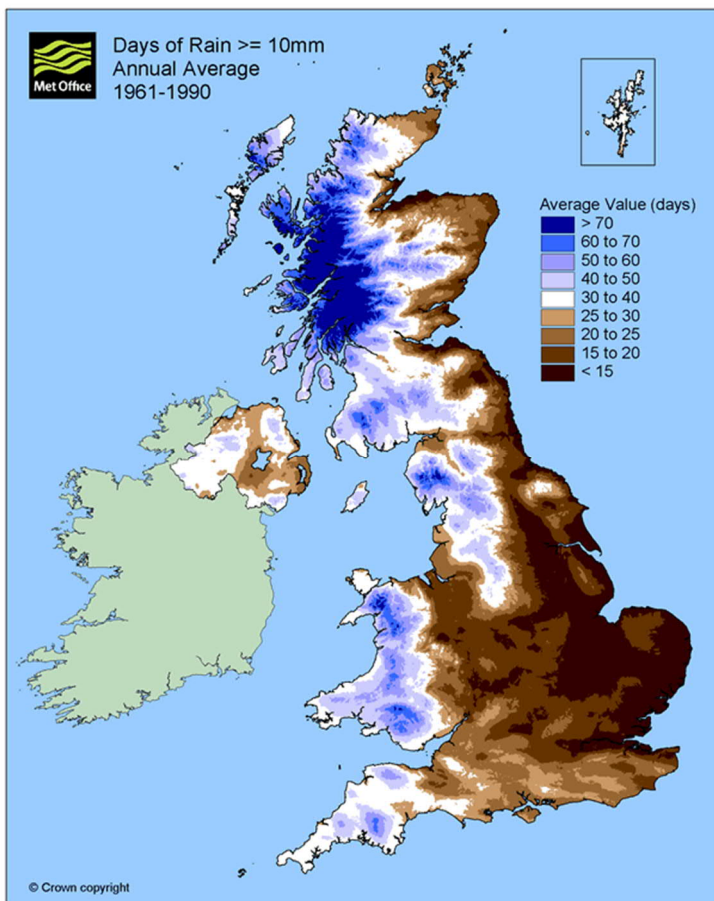 Met Office
Days of Rain >= 10mm
Annual Average
1961-1990
Average Value (days)
> 70
60 to 70
50 to 60
40 to 50
30 to 40
25 to 30
20 to 25
15 to 20
< 15
© Crown copyright